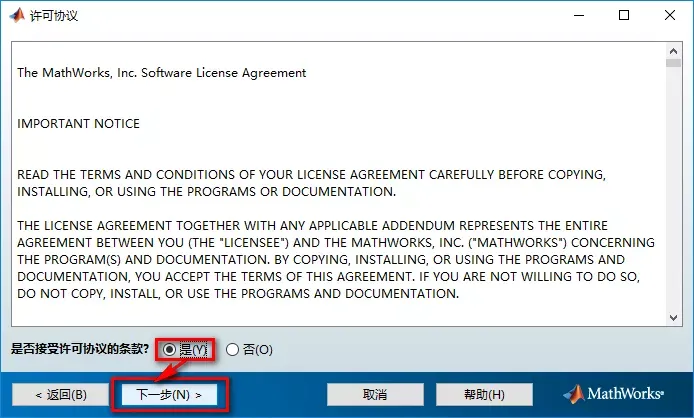 许可协议
The MathWorks, Inc. Software License Agreement
IMPORTANT NOTICE
READ THE TERMS AND CONDITIONS OF YOUR LICENSE AGREEMENT CAREFULLY BEFORE COPYING,
INSTALLING, OR USING THE PROGRAMS OR DOCUMENTATION.
THE LICENSE AGREEMENT TOGETHER WITH ANY APPLICABLE ADDENDUM REPRESENTS THE ENTIRE
AGREEMENT BETWEEN YOU (THE "LICENSEE") AND THE MATHWORKS, INC. ("MATHWORKS") CONCERNING
THE PROGRAM(S) AND DOCUMENTATION. BY COPYING, INSTALLING, OR USING THE PROGRAMS AND
DOCUMENTATION, YOU ACCEPT THE TERMS OF THIS AGREEMENT. IF YOU ARE NOT WILLING TO DO SO,
DO NOT COPY, INSTALL, OR USE THE PROGRAMS AND DOCUMENTATION.
是否接受许可协议的条款? 是(Y) 否(O)
< 返回(B) 下一步(N) > 取消 帮助(H) MathWorks®